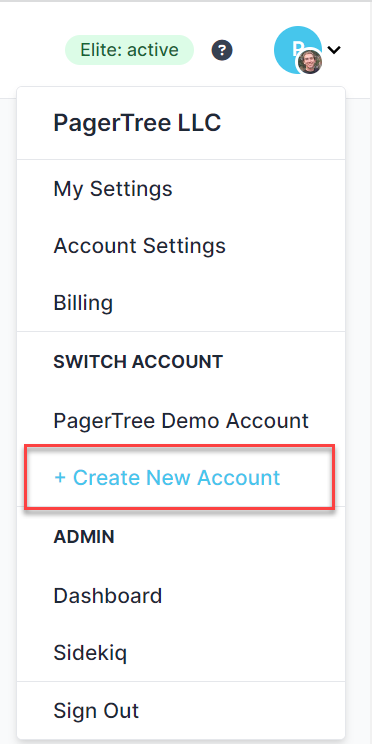 Elite: active ?
P
PagerTree LLC
My Settings
Account Settings
Billing
SWITCH ACCOUNT
PagerTree Demo Account
+ Create New Account
ADMIN
Dashboard
Sidekiq
Sign Out